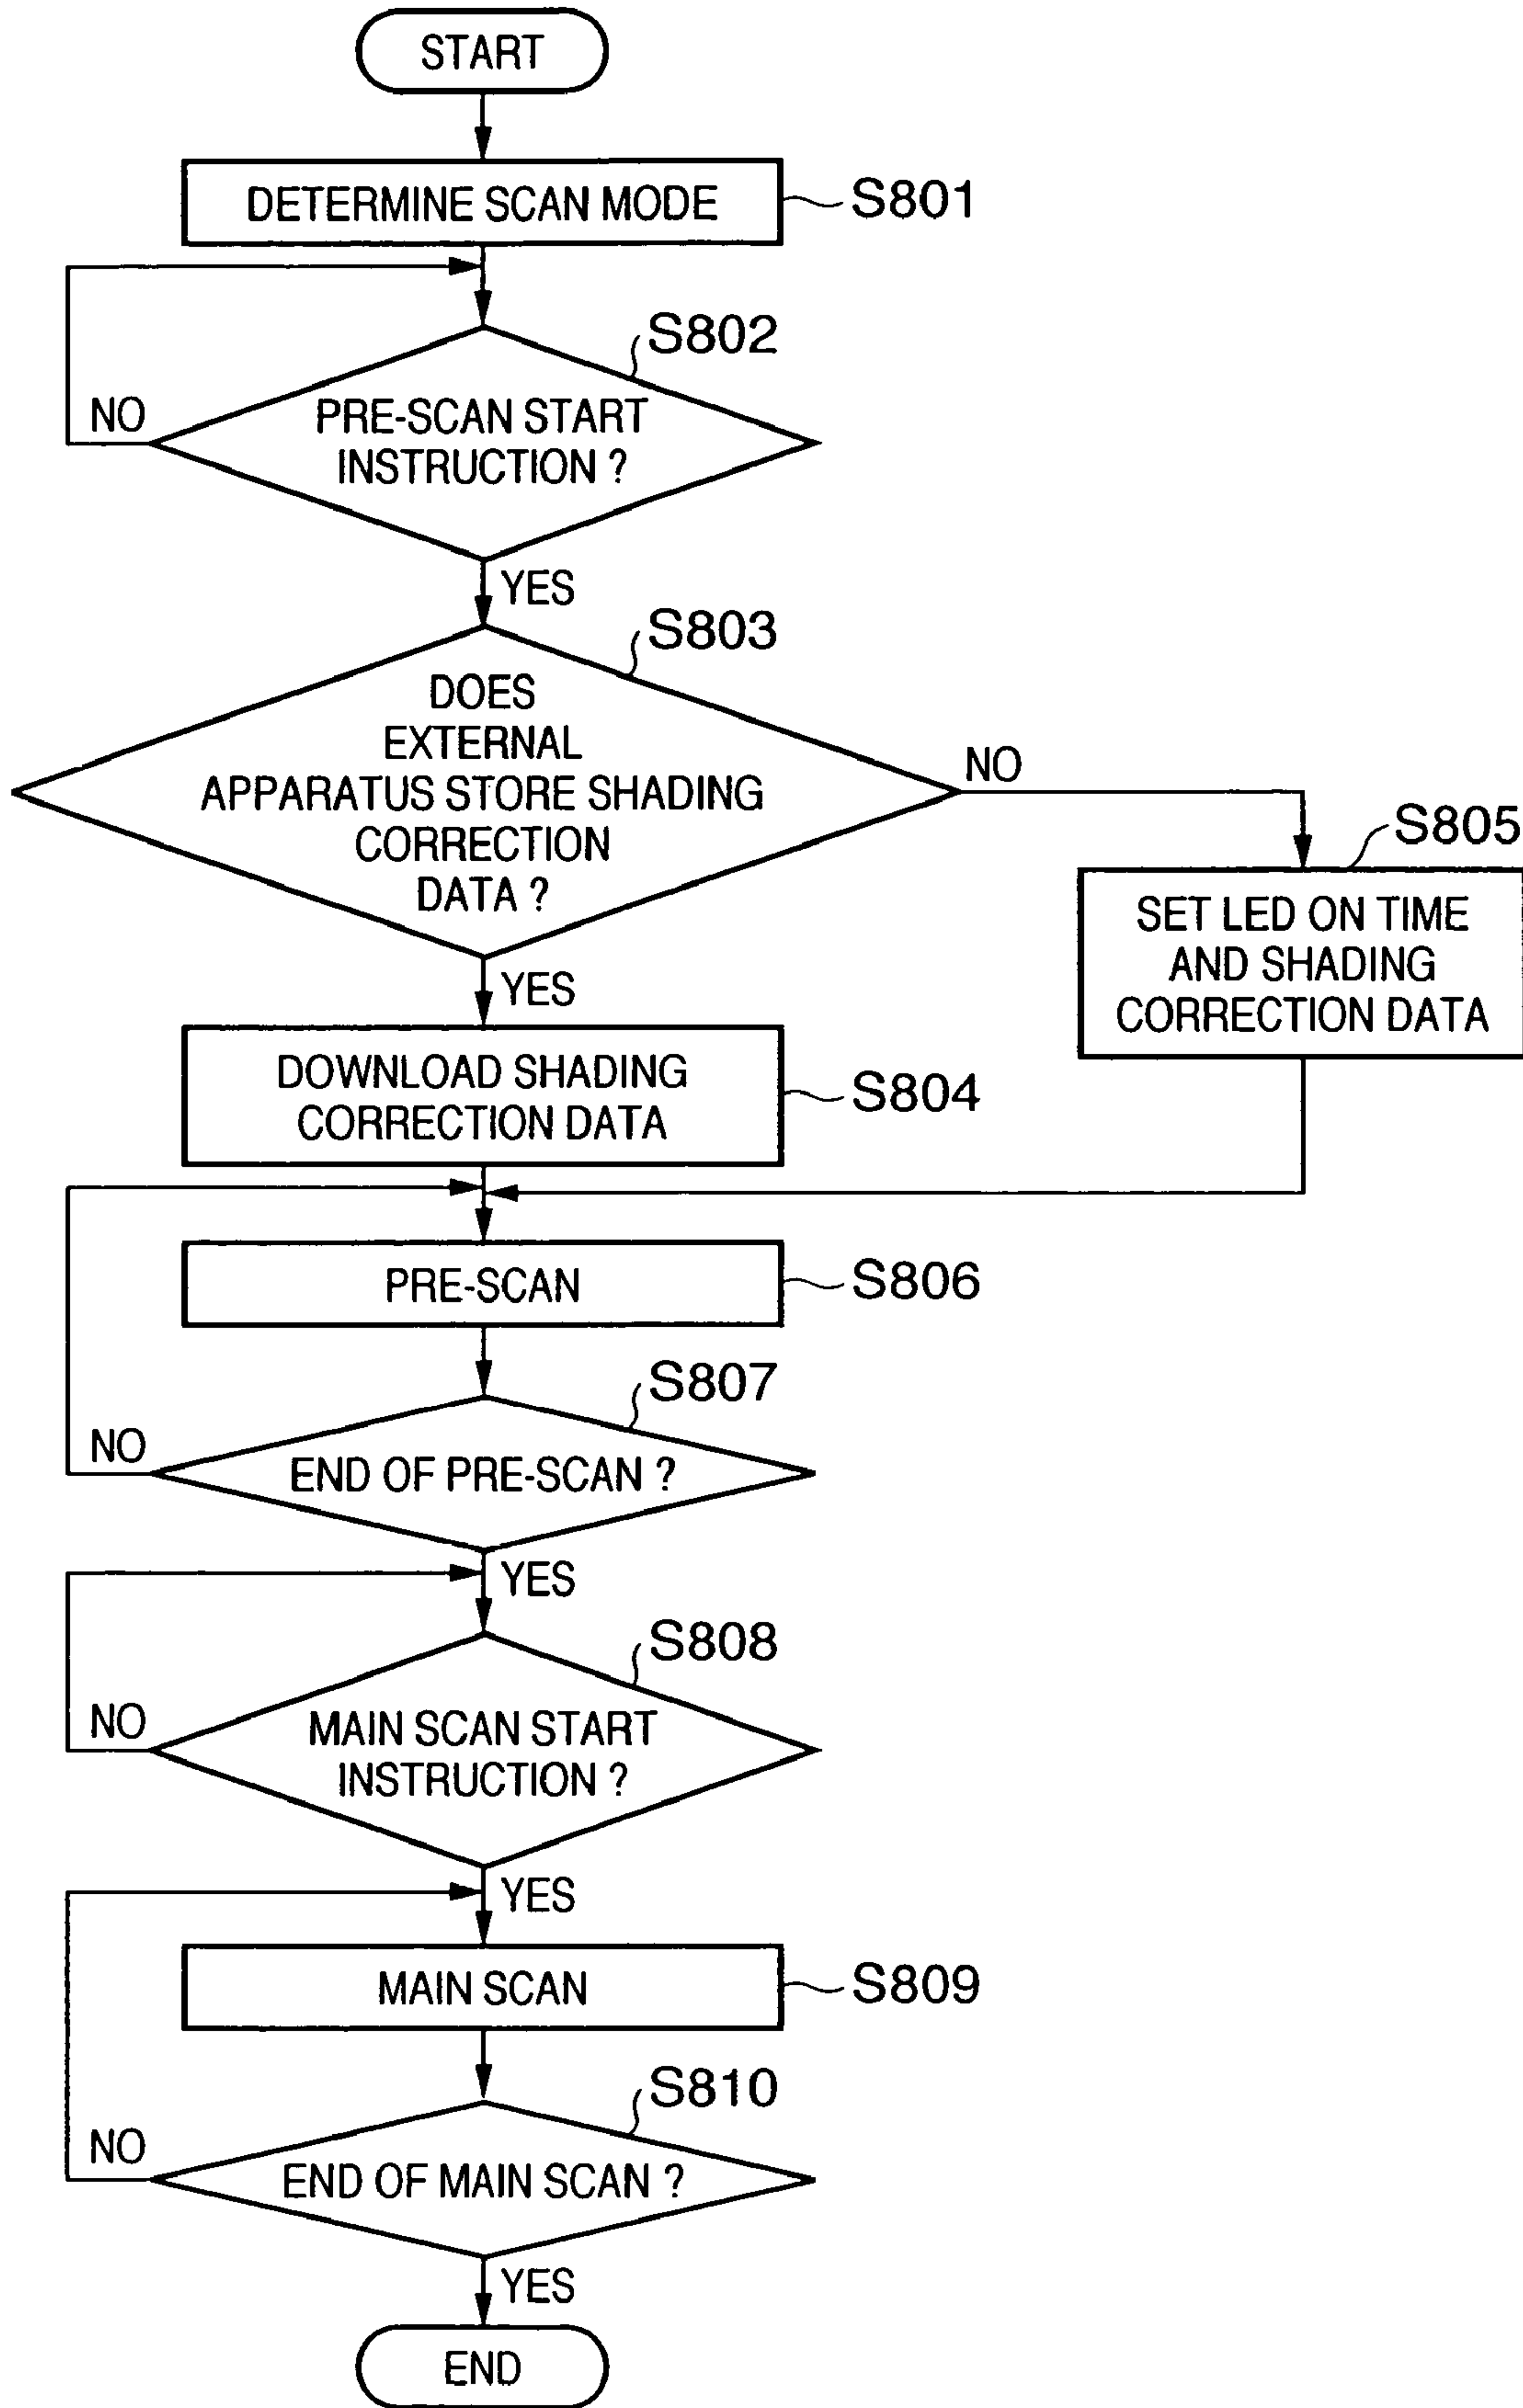 START
DETERMINE SCAN MODE
S801
S802
NO
PRE-SCAN START
INSTRUCTION ?
YES
S803
DOES
EXTERNAL
APPARATUS STORE SHADING
CORRECTION
DATA ?
NO
S805
SET LED ON TIME
AND SHADING
CORRECTION DATA
YES
DOWNLOAD SHADING
CORRECTION DATA
S804
PRE-SCAN
S806
S807
NO
END OF PRE-SCAN ?
YES
S808
NO
MAIN SCAN START
INSTRUCTION ?
YES
MAIN SCAN
S809
S810
NO
END OF MAIN SCAN ?
YES
END